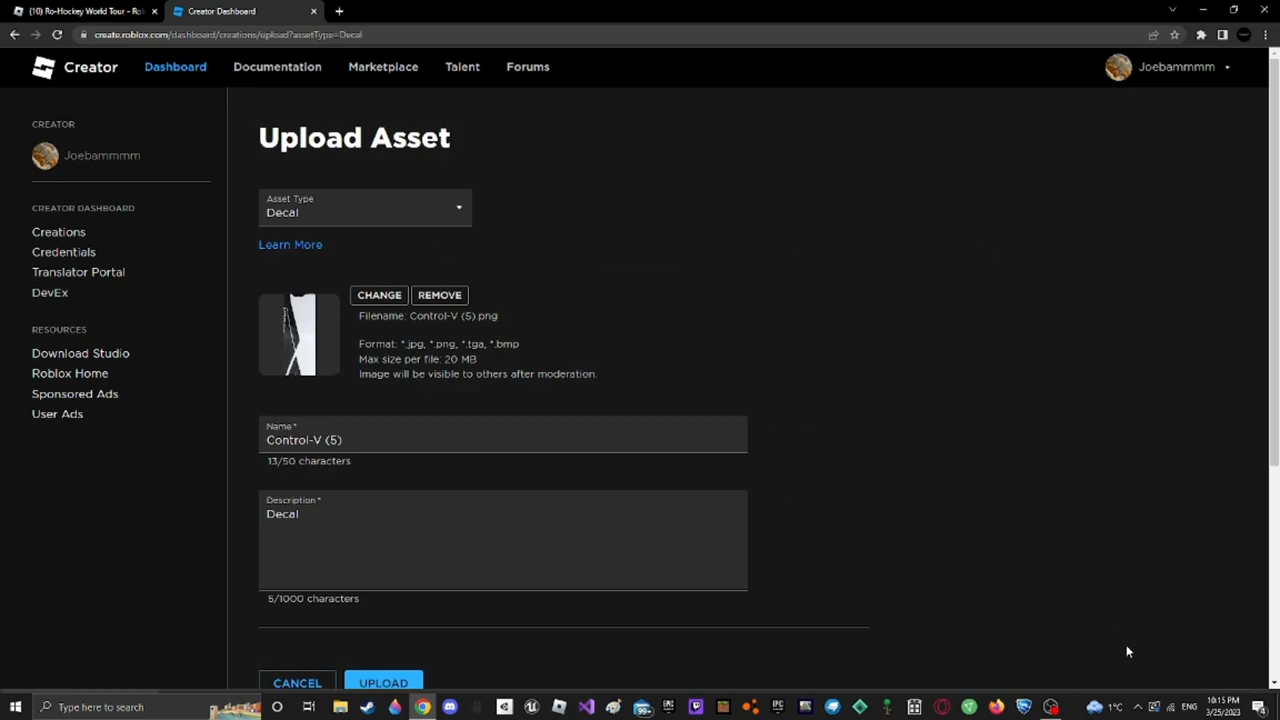 (10) Ro-Hockey World Tour - Rob
Creator Dashboard
create.roblox.com/dashboard/creations/upload?assetType=Decal
Creator
Dashboard
Documentation
Marketplace
Talent
Forums
Joebammmm
CREATOR
Joebammmm
CREATOR DASHBOARD
Creations
Credentials
Translator Portal
DevEx
RESOURCES
Download Studio
Roblox Home
Sponsored Ads
User Ads
Upload Asset
Asset Type
Decal
Learn More
CHANGE
REMOVE
Filename: Control-V (5).png
Format: *.jpg, *.png, *.tga, *.bmp
Max size per file: 20 MB
Image will be visible to others after moderation.
Name*
Control-V (5)
13/50 characters
Description*
Decal
5/1000 characters
CANCEL
UPLOAD
Type here to search
1°C
ENG
10:15 PM
3/25/2023